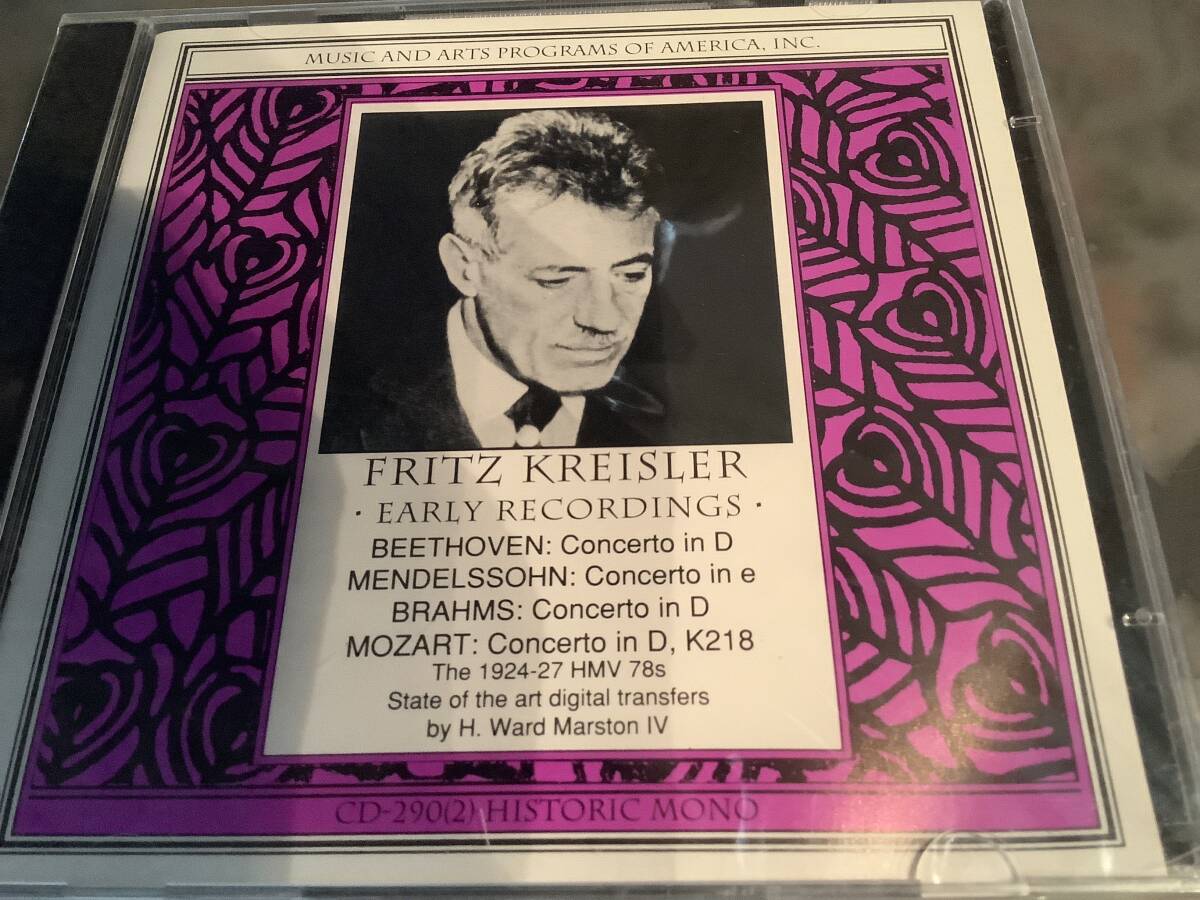 MUSIC AND ARTS PROGRAMS OF AMERICA, INC.
FRITZ KREISLER
· EARLY RECORDINGS ·
BEETHOVEN: Concerto in D
MENDELSSOHN: Concerto in e
BRAHMS: Concerto in D
MOZART: Concerto in D, K218
The 1924-27 HMV 78s
State of the art digital transfers
by H. Ward Marston IV
CD-290(2) HISTORIC MONO